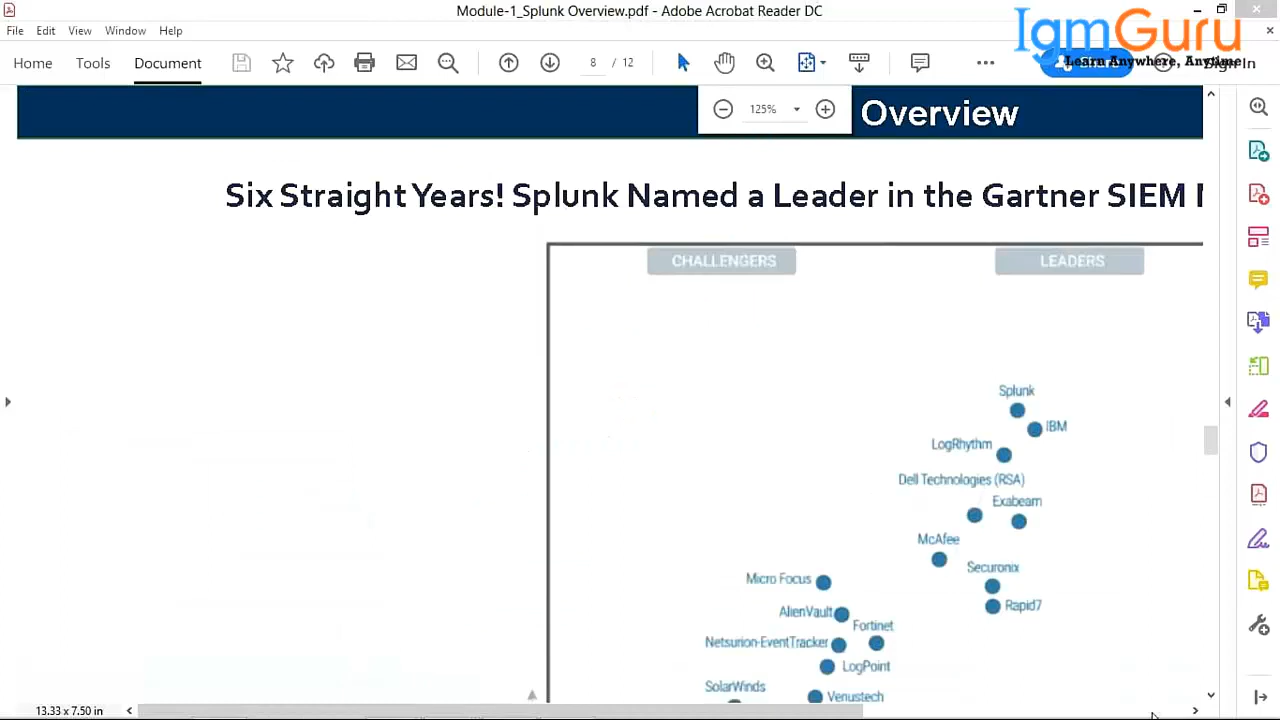 Module-1_Splunk Overview.pdf - Adobe Acrobat Reader DC
File Edit View Window Help
IgmGuru
Learn Anywhere, Anytime
Home Tools Document 8 / 12 Sign In
125%
Overview
Six Straight Years! Splunk Named a Leader in the Gartner SIEM
CHALLENGERS LEADERS
Splunk
IBM
LogRhythm
Dell Technologies (RSA)
Exabeam
McAfee
Securonix
Micro Focus
Rapid7
AlienVault
Fortinet
Netsurion-EventTracker
LogPoint
SolarWinds
Venustech
13.33 x 7.50 in